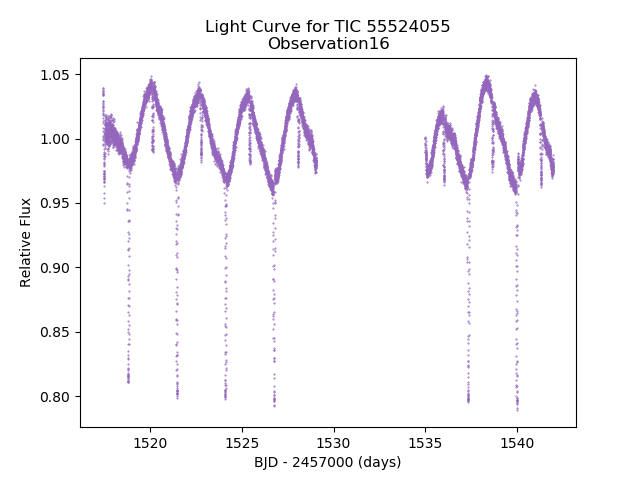 Light Curve for TIC 55524055
Observation16
1.05
1.00
0.95
0.90
0.85
0.80
Relative Flux
1520
1525
1530
1535
1540
BJD - 2457000 (days)